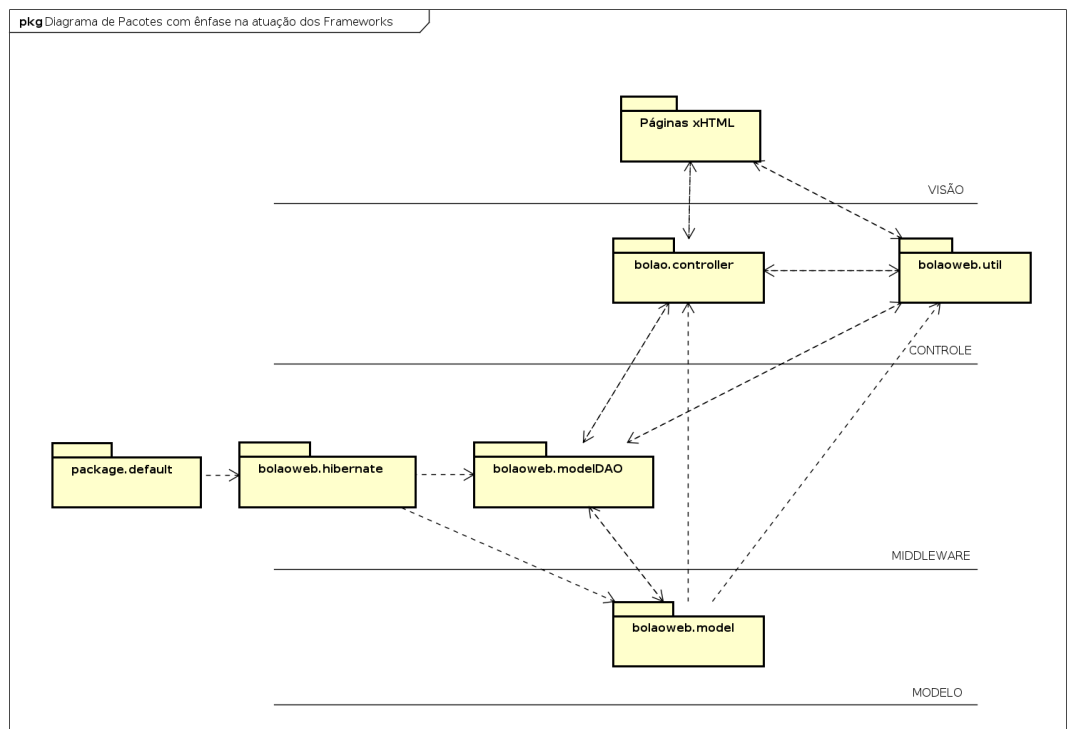 pkg Diagrama de Pacotes com ênfase na atuação dos Frameworks
Páginas xHTML
VISÃO
bolao.controller
bolaoweb.util
CONTROLE
package.default
bolaoweb.hibernate
bolaoweb.modelDAO
MIDDLEWARE
bolaoweb.model
MODELO